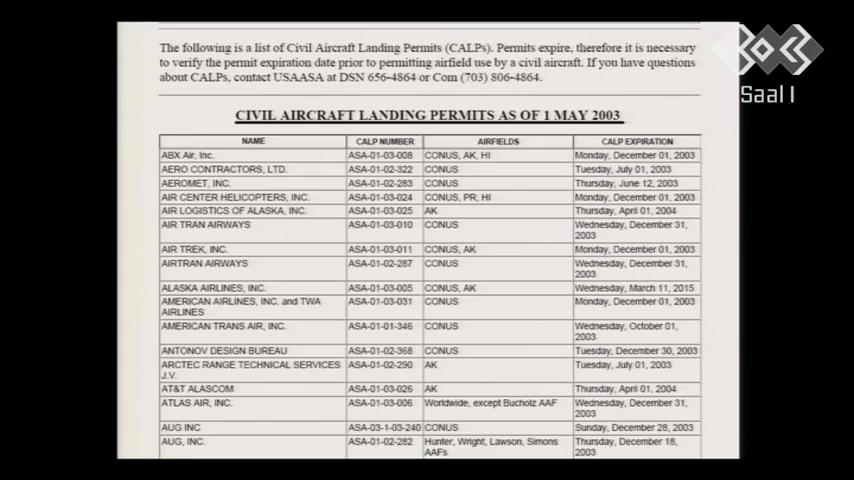 The following is a list of Civil Aircraft Landing Permits (CALPs). Permits expire, therefore it is necessary
to verify the permit expiration date prior to permitting airfield use by a civil aircraft. If you have questions
about CALPs, contact USAASA at DSN 656-4864 or Com (703) 806-4864.
Saal 1
CIVIL AIRCRAFT LANDING PERMITS AS OF 1 MAY 2003
NAME CALP NUMBER AIRFIELDS CALP EXPIRATION
ABX Air, Inc. ASA-01-03-008 CONUS, AK, HI Monday, December 01, 2003
AERO CONTRACTORS, LTD. ASA-01-02-322 CONUS Tuesday, July 01, 2003
AEROMET, INC. ASA-01-02-283 CONUS Thursday, June 12, 2003
AIR CENTER HELICOPTERS, INC. ASA-01-03-024 CONUS, PR, HI Monday, December 01, 2003
AIR LOGISTICS OF ALASKA, INC. ASA-01-03-025 AK Thursday, April 01, 2004
AIR TRAN AIRWAYS ASA-01-03-010 CONUS Wednesday, December 31,
2003
AIR TREK, INC. ASA-01-03-011 CONUS, AK Monday, December 01, 2003
AIRTRAN AIRWAYS ASA-01-02-287 CONUS Wednesday, December 31,
2003
ALASKA AIRLINES, INC. ASA-01-03-005 CONUS, AK Wednesday, March 11, 2015
AMERICAN AIRLINES, INC. and TWA ASA-01-03-031 CONUS Monday, December 01, 2003
AIRLINES
AMERICAN TRANS AIR, INC. ASA-01-01-346 CONUS Wednesday, October 01,
2003
ANTONOV DESIGN BUREAU ASA-01-02-368 CONUS Tuesday, December 30, 2003
ARCTEC RANGE TECHNICAL SERVICES ASA-01-02-290 AK Tuesday, July 01, 2003
J.V.
AT&T ALASCOM ASA-01-03-026 AK Thursday, April 01, 2004
ATLAS AIR, INC. ASA-01-03-006 Worldwide, except Bucholz AAF Wednesday, December 31,
2003
AUG INC ASA-03-1-03-240 CONUS Sunday, December 28, 2003
AUG, INC. ASA-01-02-282 Hunter, Wright, Lawson, Simons Thursday, December 18,
AAFs 2003